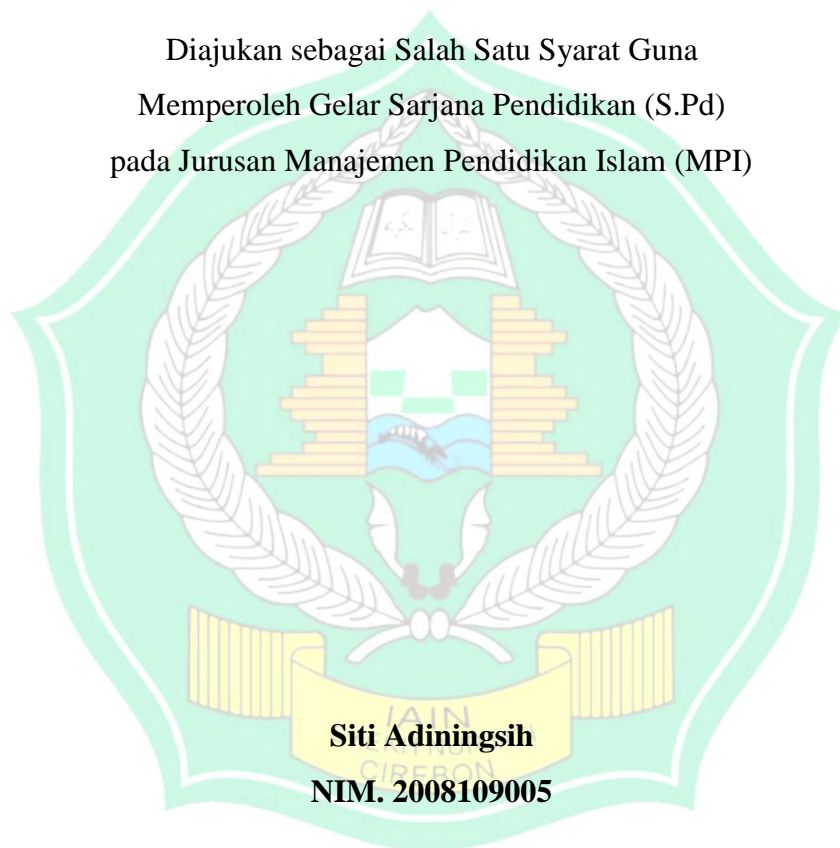 Diajukan sebagai Salah Satu Syarat Guna
Memperoleh Gelar Sarjana Pendidikan (S.Pd)
pada Jurusan Manajemen Pendidikan Islam (MPI)
IAIN
Siti Adiningsih
CIREBON
NIM. 2008109005